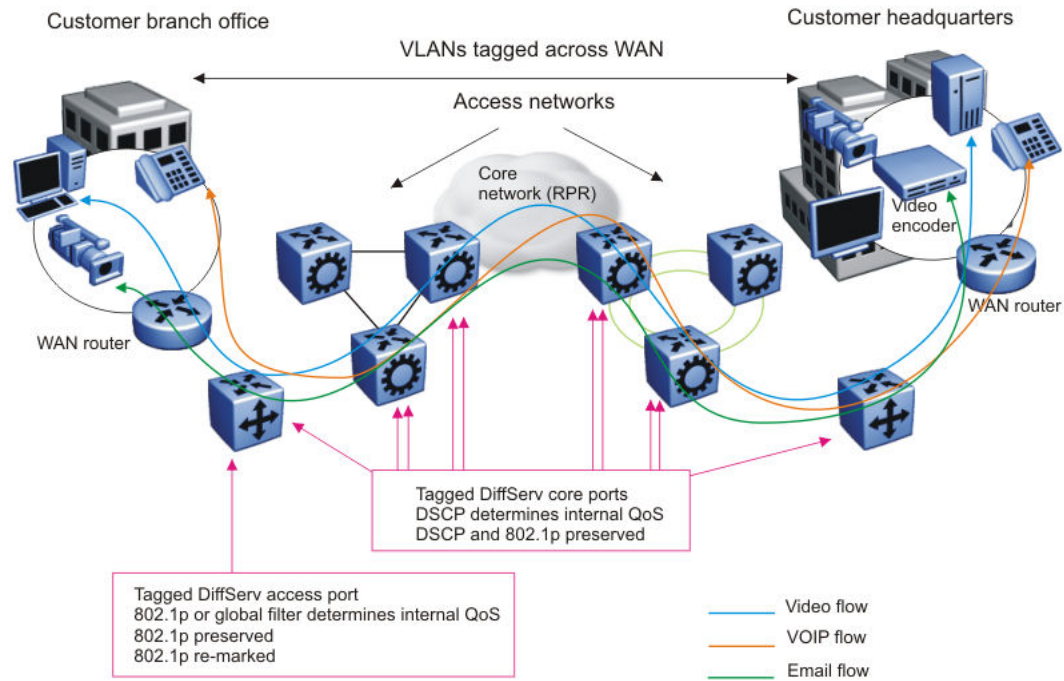 Customer branch office
Customer headquarters
VLANs tagged across WAN
Access networks
Core
network (RPR)
Video
encoder
WAN router
WAN router
Tagged DiffServ core ports
DSCP determines internal QoS
DSCP and 802.1p preserved
Tagged DiffServ access port
802.1p or global filter determines internal QoS
802.1p preserved
802.1p re-marked
Video flow
VOIP flow
Email flow